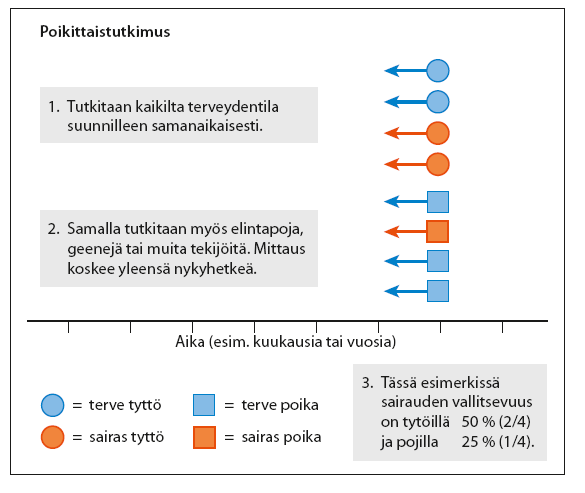 Poikittaistutkimus
1. Tutkitaan kaikilta terveydentila
suunnilleen samanaikaisesti.
2. Samalla tutkitaan myös elintapoja,
geenejä tai muita tekijöitä. Mittaus
koskee yleensä nykyhetkeä.
Aika (esim. kuukausia tai vuosia)
= terve tyttö
= terve poika
= sairas tyttö
= sairas poika
3. Tässä esimerkissä
sairauden vallitsevuus
on tytöillä 50 % (2/4)
ja pojilla 25 % (1/4).